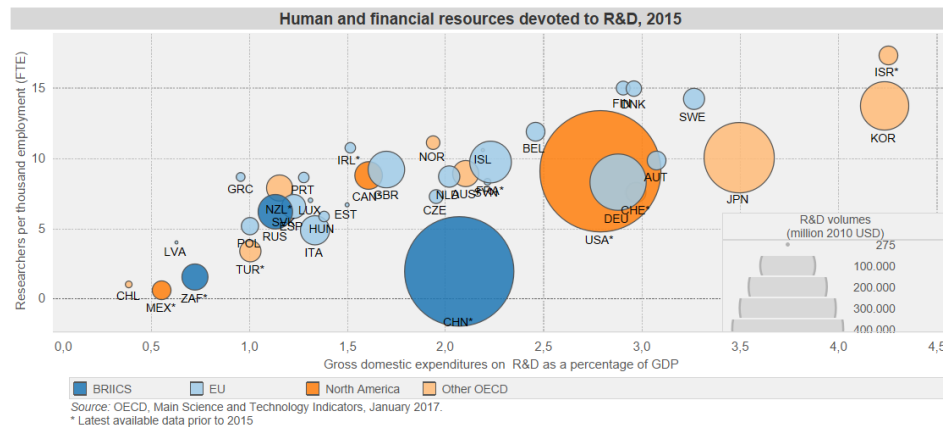 Human and financial resources devoted to R&D, 2015
Researchers per thousand employment (FTE)
15
10
5
0
ISR*
KOR
FIN
DNK
SWE
BEL
NOR
ISL
IRL*
AUT
JPN
GRC
PRT
CAN*
GBR
NLD
AUS*
FRA*
SVN
NZL*
SVK
LUX
EST
CZE
DEU
CHE*
ESP
HUN
RUS
USA*
POL
ITA
LVA
TUR*
CHL
MEX*
ZAF*
CHN*
R&D volumes
(million 2010 USD)
275
100.000
200.000
300.000
400.000
0,0 0,5 1,0 1,5 2,0 2,5 3,0 3,5 4,0 4,5
Gross domestic expenditures on R&D as a percentage of GDP
BRIICS EU North America Other OECD
Source: OECD, Main Science and Technology Indicators, January 2017.
* Latest available data prior to 2015